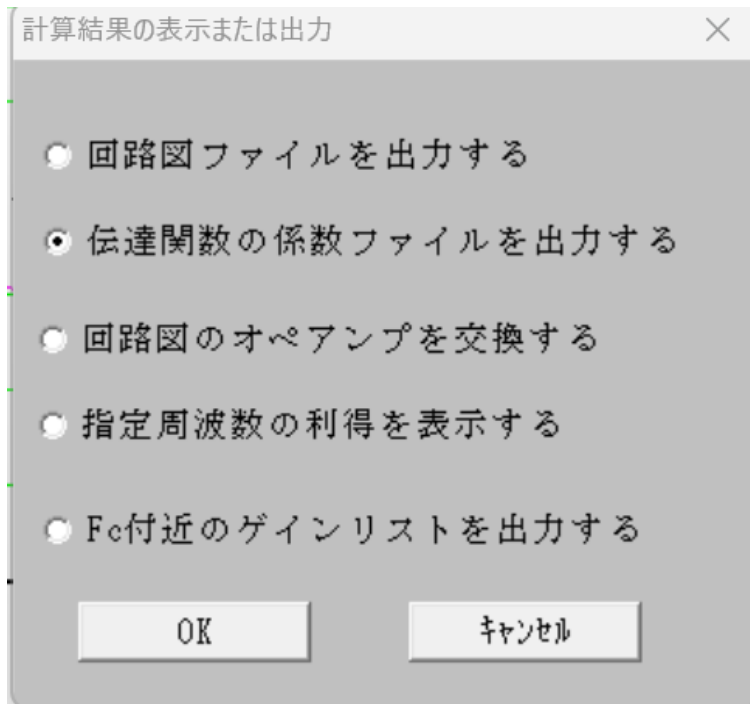 計算結果の表示または出力
回路図ファイルを出力する
伝達関数の係数ファイルを出力する
回路図のオペアンプを交換する
指定周波数の利得を表示する
Fc付近のゲインリストを出力する
OK
ｷｬﾝｾﾙ